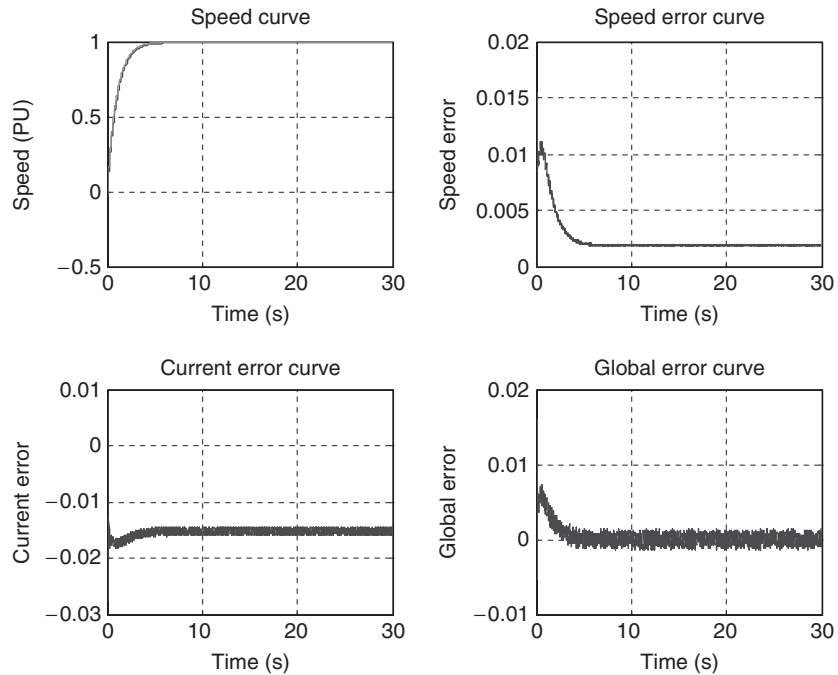 Speed curve
Speed (PU)
1
0.5
0
−0.5
0 10 20 30
Time (s)
Speed error curve
Speed error
0.02
0.015
0.01
0.005
0
0 10 20 30
Time (s)
Current error curve
Current error
0.01
0
−0.01
−0.02
−0.03
0 10 20 30
Time (s)
Global error curve
Global error
0.02
0.01
0
−0.01
0 10 20 30
Time (s)